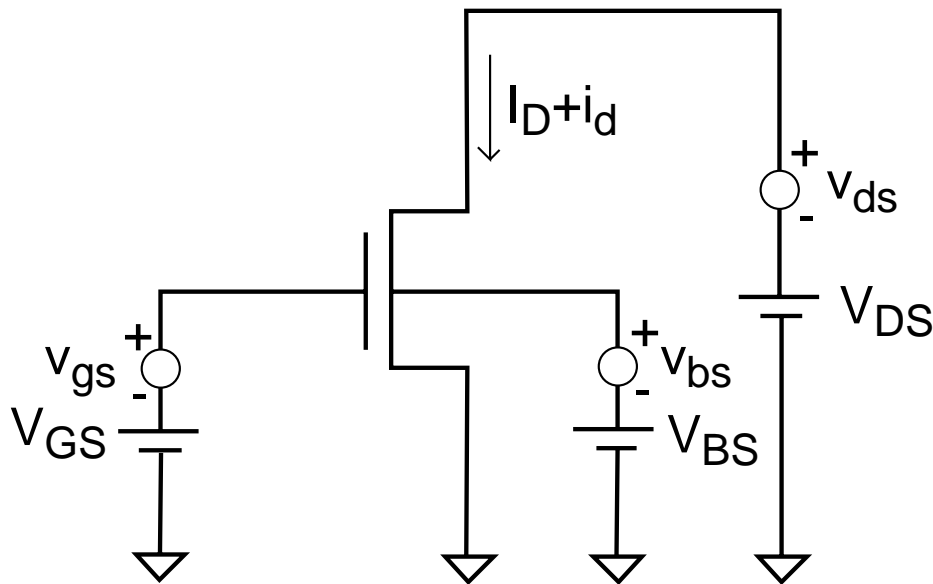 I_D+i_d
+
v_ds
-
V_DS
+
v_gs
-
V_GS
+
v_bs
-
V_BS